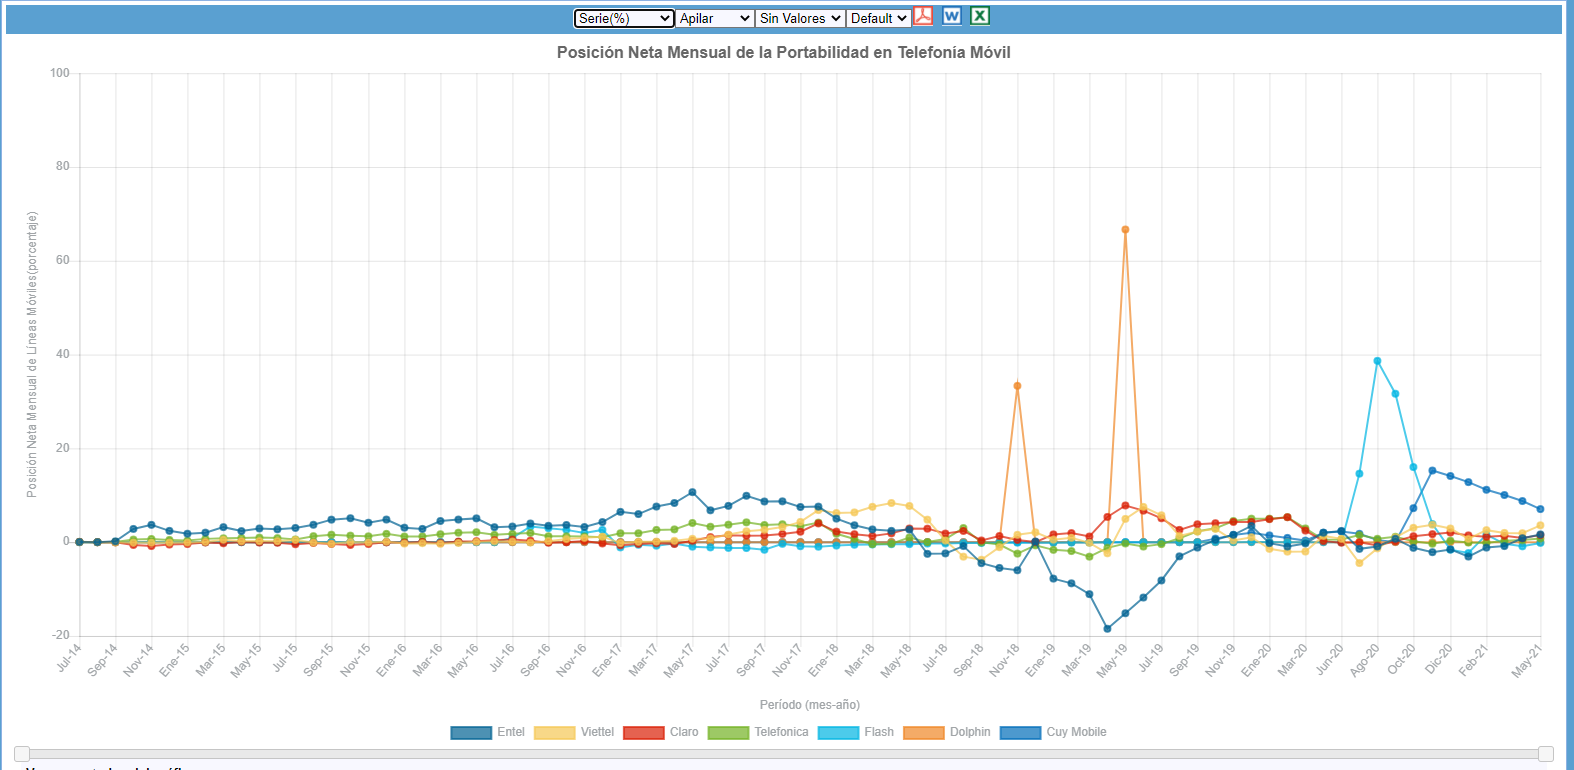 Serie(%) Apilar Sin Valores Default
Posición Neta Mensual de la Portabilidad en Telefonía Móvil
Posición Neta Mensual de Líneas Móviles(porcentaje)
100
80
60
40
20
0
-20
Jul-14 Sep-14 Nov-14 Ene-15 Mar-15 May-15 Jul-15 Sep-15 Nov-15 Ene-16 Mar-16 May-16 Jul-16 Sep-16 Nov-16 Ene-17 Mar-17 May-17 Jul-17 Sep-17 Nov-17 Ene-18 Mar-18 May-18 Jul-18 Sep-18 Nov-18 Ene-19 Mar-19 May-19 Jul-19 Sep-19 Nov-19 Ene-20 Mar-20 Jun-20 Ago-20 Oct-20 Dic-20 Feb-21 May-21
Período (mes-año)
Entel Viettel Claro Telefonica Flash Dolphin Cuy Mobile